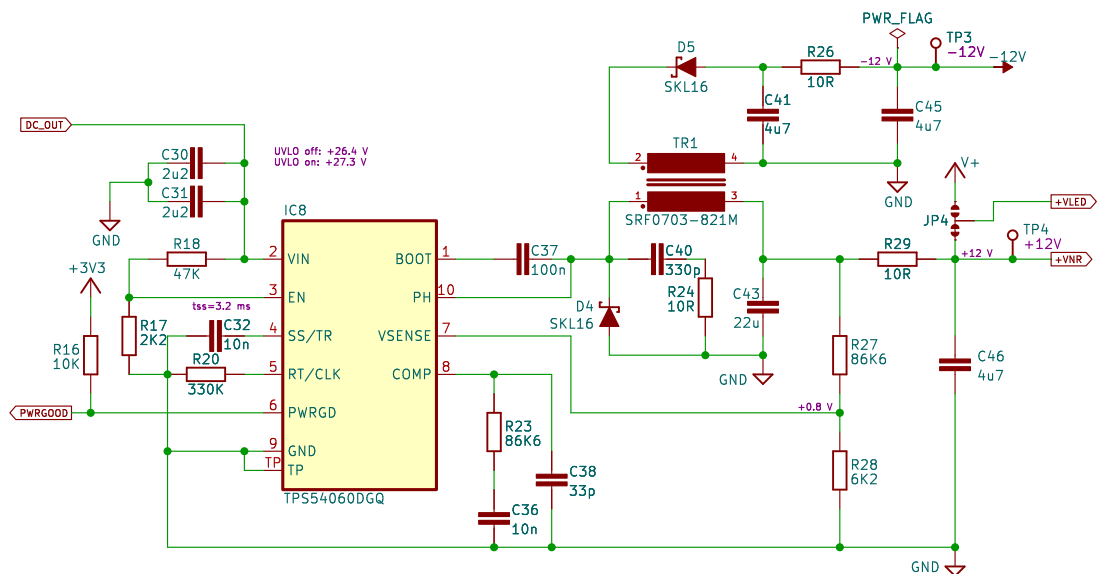 PWR_FLAG
TP3
-12V
-12V
-12 V
D5
SKL16
R26
10R
C41
4u7
C45
4u7
GND
DC_OUT
C30
2u2
C31
2u2
GND
UVLO off: +26.4 V
UVLO on: +27.3 V
TR1
2
4
1
3
SRF0703-821M
V+
+VLED
JP4
TP4
+12V
+12 V
+VNR
IC8
R18
47K
2
VIN
BOOT
1
C37
100n
C40
330p
R24
10R
C43
22u
R29
10R
+3V3
3
EN
PH
10
D4
SKL16
tss=3.2 ms
R17
2K2
C32
10n
4
SS/TR
VSENSE
7
R16
10K
R20
330K
5
RT/CLK
COMP
8
GND
R27
86K6
C46
4u7
PWRGOOD
6
PWRGD
+0.8 V
R23
86K6
9
GND
TP
TP
C38
33p
R28
6K2
TPS54060DGQ
C36
10n
GND